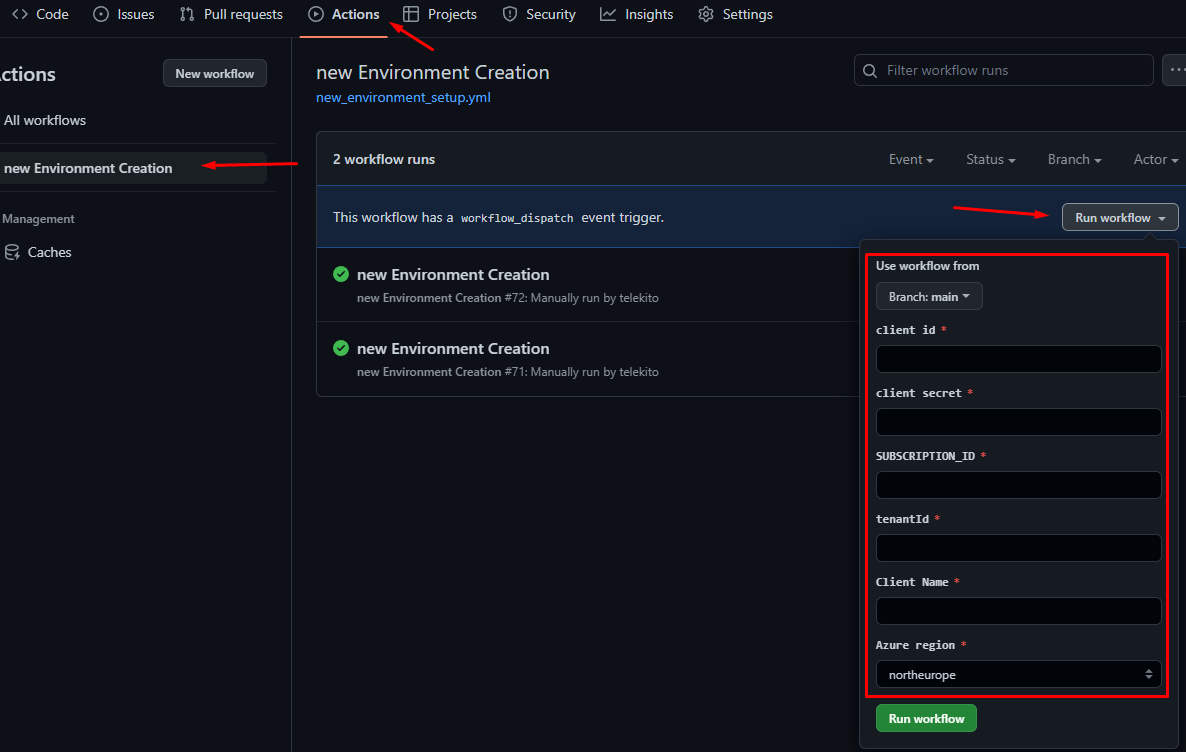 Code Issues Pull requests Actions Projects Security Insights Settings
ctions New workflow
All workflows
new Environment Creation
Management
Caches
new Environment Creation
new_environment_setup.yml
Filter workflow runs
2 workflow runs Event Status Branch Actor
This workflow has a workflow_dispatch event trigger.
Run workflow
new Environment Creation
new Environment Creation #72: Manually run by telekito
new Environment Creation
new Environment Creation #71: Manually run by telekito
Use workflow from
Branch: main
client id *
client secret *
SUBSCRIPTION_ID *
tenantId *
Client Name *
Azure region *
northeurope
Run workflow